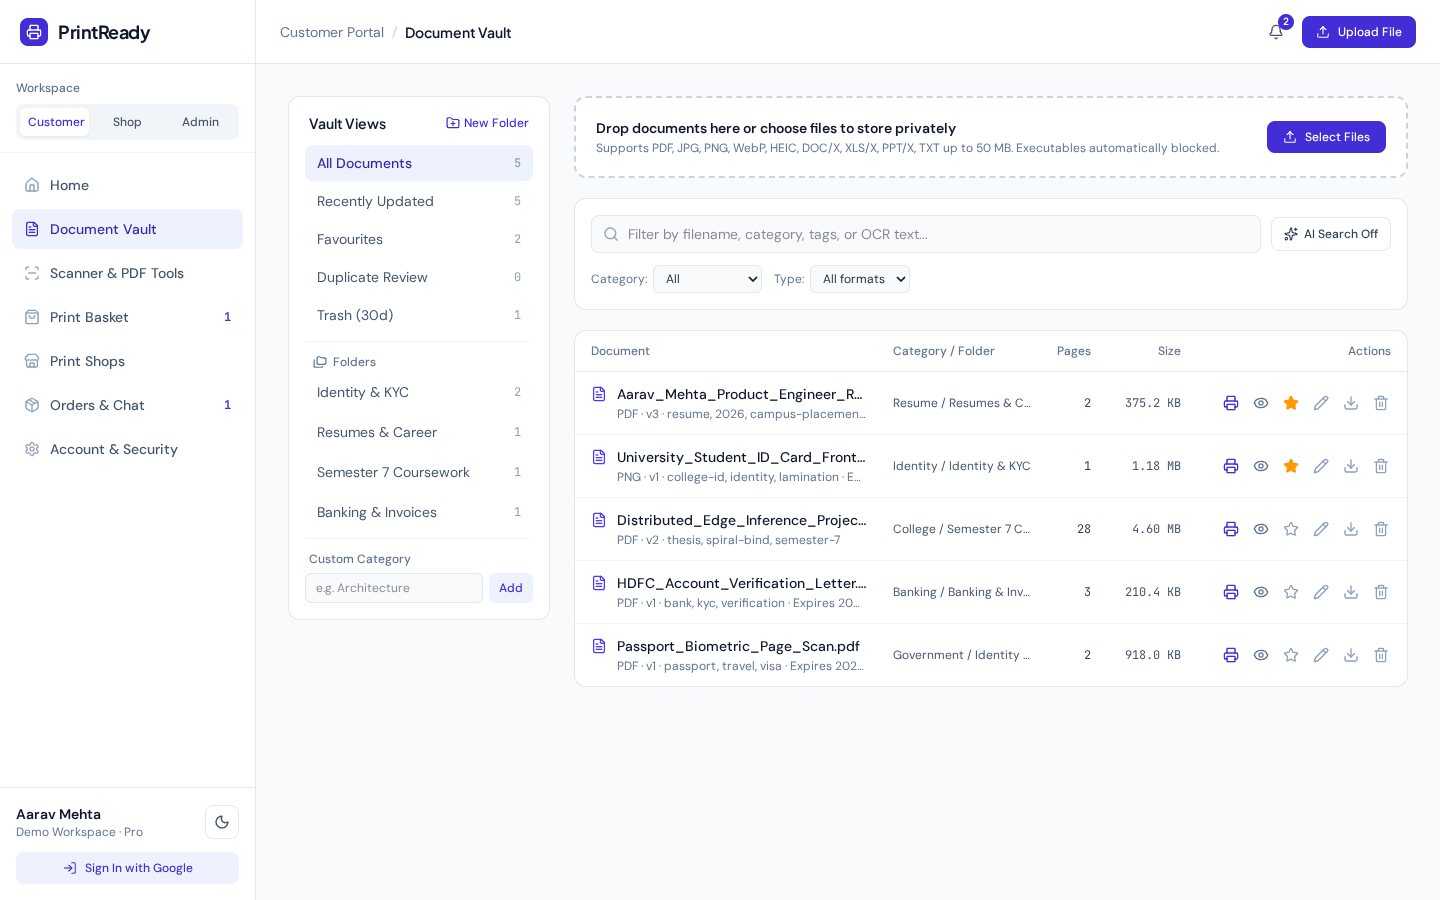 PrintReady
Customer Portal / Document Vault
2
Upload File
Workspace
Customer
Shop
Admin
Home
Document Vault
Scanner & PDF Tools
Print Basket 1
Print Shops
Orders & Chat 1
Account & Security
Aarav Mehta
Demo Workspace · Pro
Sign In with Google
Vault Views
New Folder
All Documents 5
Recently Updated 5
Favourites 2
Duplicate Review 0
Trash (30d) 1
Folders
Identity & KYC 2
Resumes & Career 1
Semester 7 Coursework 1
Banking & Invoices 1
Custom Category
e.g. Architecture
Add
Drop documents here or choose files to store privately
Supports PDF, JPG, PNG, WebP, HEIC, DOC/X, XLS/X, PPT/X, TXT up to 50 MB. Executables automatically blocked.
Select Files
Filter by filename, category, tags, or OCR text...
AI Search Off
Category: All
Type: All formats
Document Category / Folder Pages Size Actions
Aarav_Mehta_Product_Engineer_R...
PDF · v3 · resume, 2026, campus-placemen...
Resume / Resumes & C... 2 375.2 KB
University_Student_ID_Card_Front...
PNG · v1 · college-id, identity, lamination · E...
Identity / Identity & KYC 1 1.18 MB
Distributed_Edge_Inference_Projec...
PDF · v2 · thesis, spiral-bind, semester-7
College / Semester 7 C... 28 4.60 MB
HDFC_Account_Verification_Letter....
PDF · v1 · bank, kyc, verification · Expires 20...
Banking / Banking & Inv... 3 210.4 KB
Passport_Biometric_Page_Scan.pdf
PDF · v1 · passport, travel, visa · Expires 202...
Government / Identity ... 2 918.0 KB